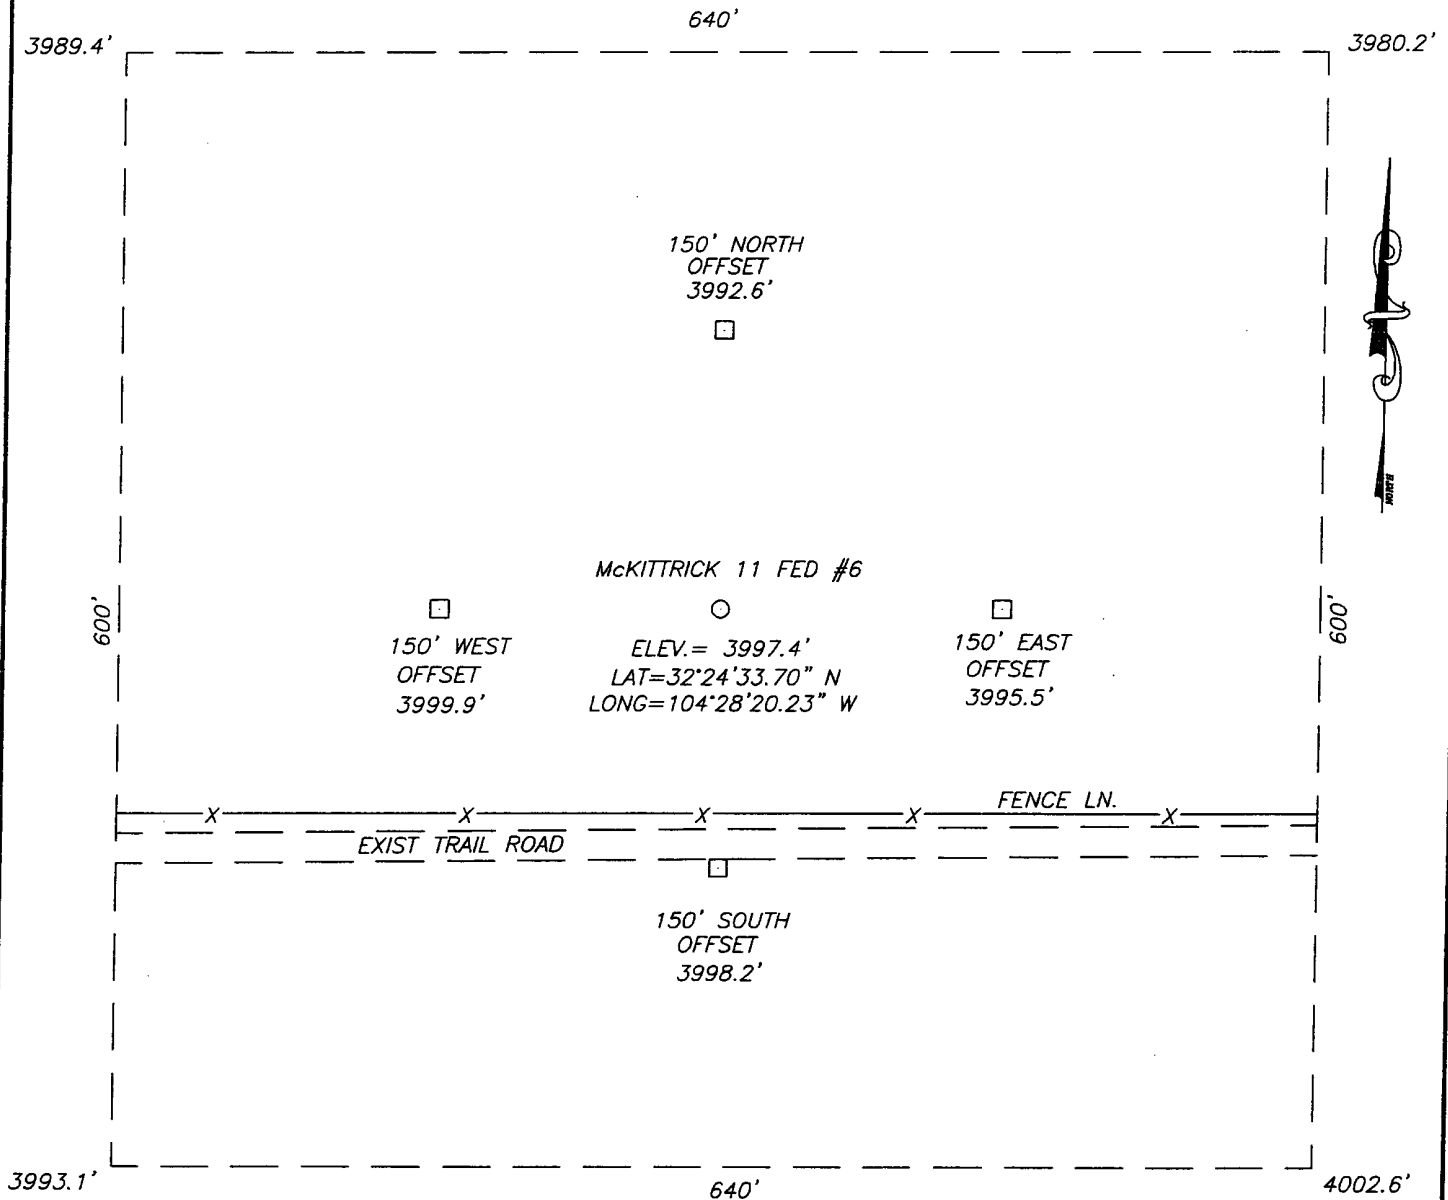 640'
3989.4'
3980.2'
150' NORTH
OFFSET
3992.6'
NORTH
McKITTRICK 11 FED #6
600'
600'
150' WEST
OFFSET
3999.9'
ELEV.= 3997.4'
LAT=32°24'33.70" N
LONG=104°28'20.23" W
150' EAST
OFFSET
3995.5'
X X X X X
FENCE LN.
EXIST TRAIL ROAD
150' SOUTH
OFFSET
3998.2'
3993.1'
640'
4002.6'